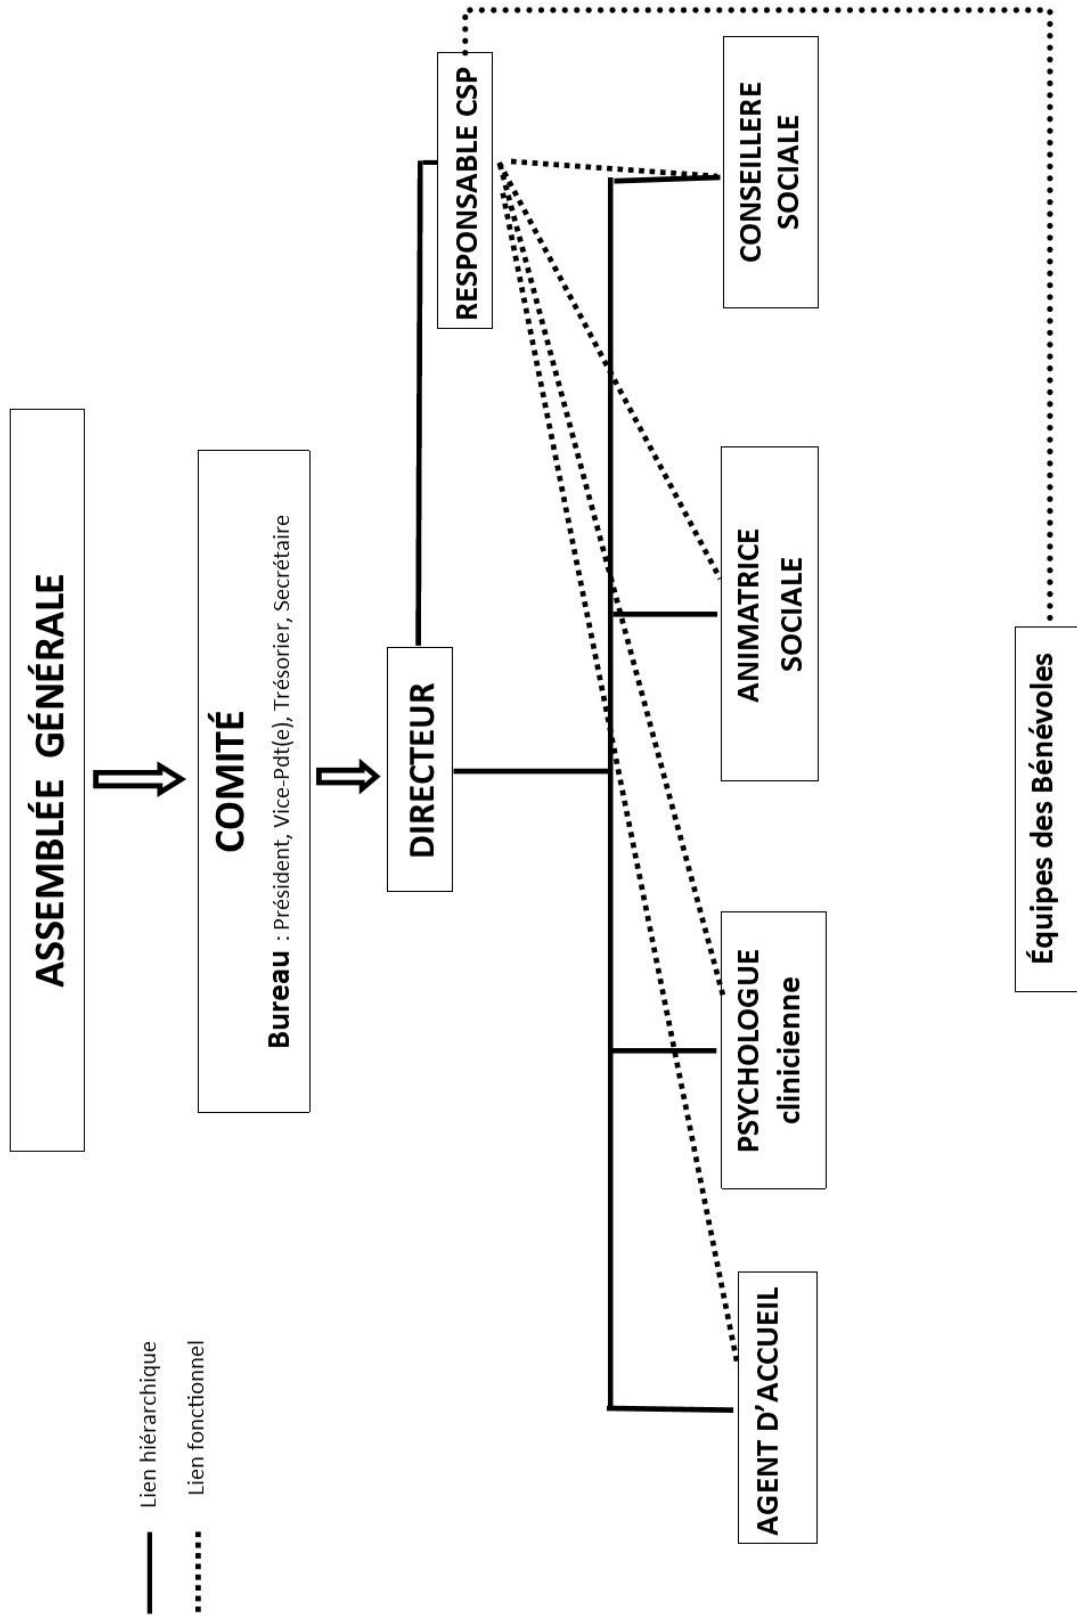 ASSEMBLÉE GÉNÉRALE
Lien hiérarchique
Lien fonctionnel
COMITÉ
Bureau : Président, Vice-Pdt(e), Trésorier, Secrétaire
DIRECTEUR
RESPONSABLE CSP
AGENT D’ACCUEIL
PSYCHOLOGUE
clinicienne
ANIMATRICE
SOCIALE
CONSEILLERE
SOCIALE
Équipes des Bénévoles